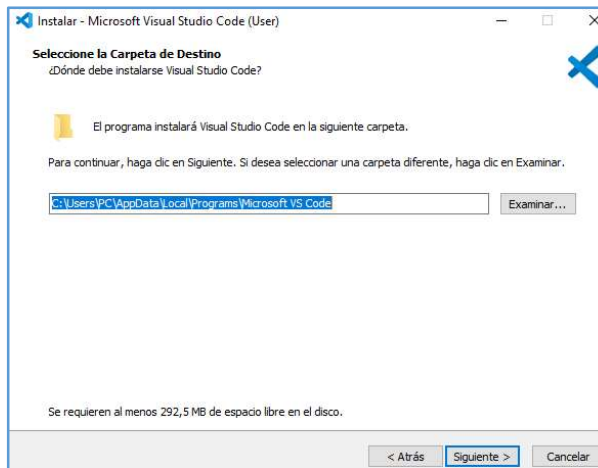 Instalar - Microsoft Visual Studio Code (User)
Seleccione la Carpeta de Destino
¿Dónde debe instalarse Visual Studio Code?
El programa instalará Visual Studio Code en la siguiente carpeta.
Para continuar, haga clic en Siguiente. Si desea seleccionar una carpeta diferente, haga clic en Examinar.
C:\Users\PC\AppData\Local\Programs\Microsoft VS Code
Examinar...
Se requieren al menos 292,5 MB de espacio libre en el disco.
< Atrás
Siguiente >
Cancelar